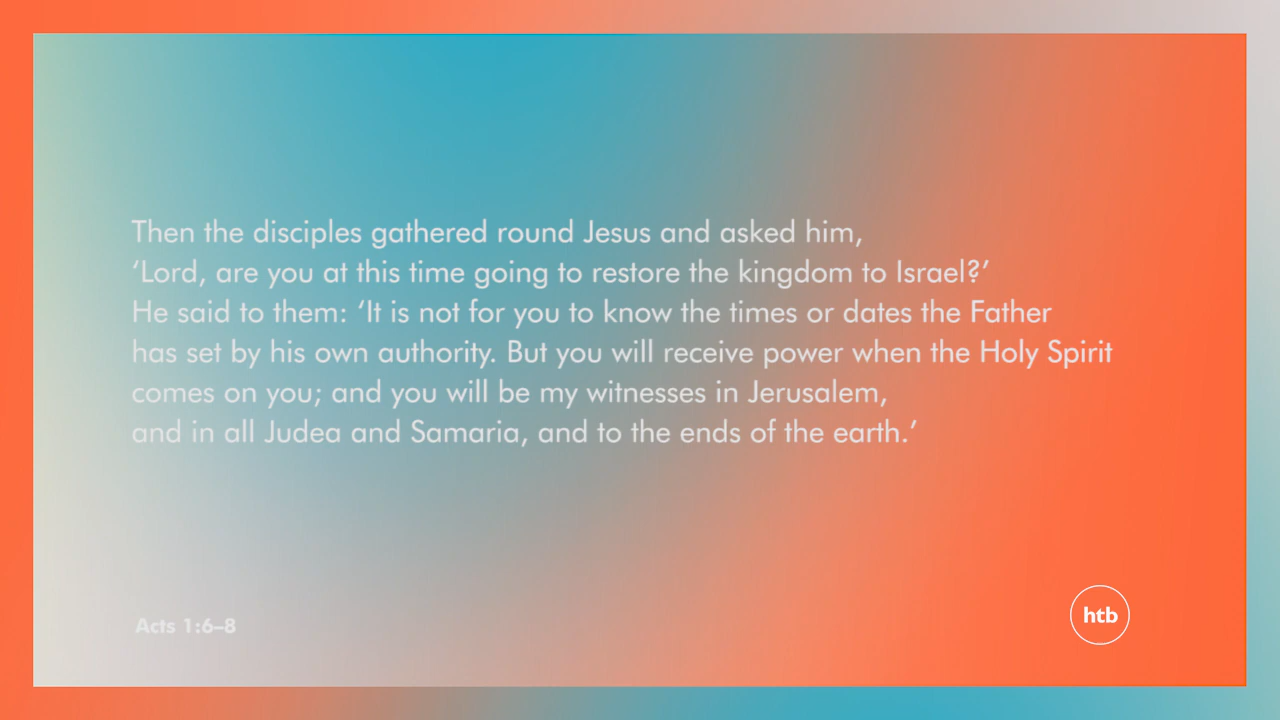 Then the disciples gathered round Jesus and asked him,
‘Lord, are you at this time going to restore the kingdom to Israel?’
He said to them: ‘It is not for you to know the times or dates the Father
has set by his own authority. But you will receive power when the Holy Spirit
comes on you; and you will be my witnesses in Jerusalem,
and in all Judea and Samaria, and to the ends of the earth.’
Acts 1:6–8
htb